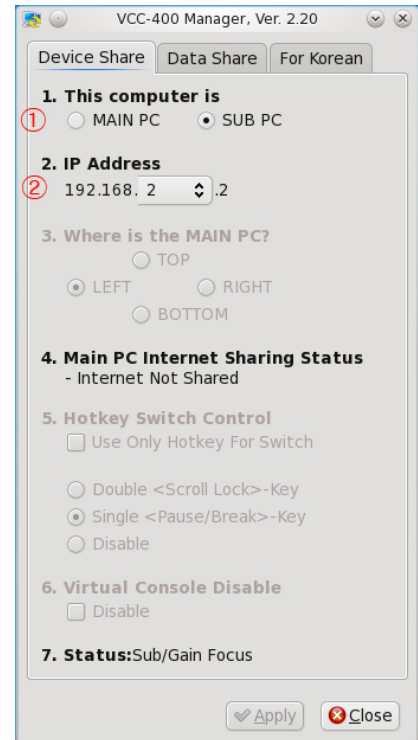 VCC-400 Manager, Ver. 2.20
Device Share Data Share For Korean
1. This computer is
① MAIN PC SUB PC
2. IP Address
② 192.168. 2 .2
3. Where is the MAIN PC?
TOP
LEFT RIGHT
BOTTOM
4. Main PC Internet Sharing Status
- Internet Not Shared
5. Hotkey Switch Control
Use Only Hotkey For Switch
Double <Scroll Lock>-Key
Single <Pause/Break>-Key
Disable
6. Virtual Console Disable
Disable
7. Status:Sub/Gain Focus
Apply Close